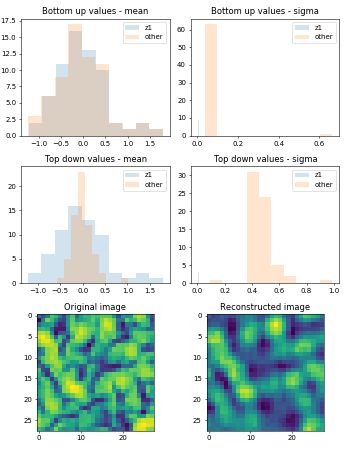 Bottom up values - mean
17.5
15.0
12.5
10.0
7.5
5.0
2.5
0.0
−1.0 −0.5 0.0 0.5 1.0 1.5
z1
other
Bottom up values - sigma
60
50
40
30
20
10
0
0.0 0.2 0.4 0.6
z1
other
Top down values - mean
20
15
10
5
0
−1.0 −0.5 0.0 0.5 1.0 1.5
z1
other
Top down values - sigma
30
25
20
15
10
5
0
0.0 0.2 0.4 0.6 0.8 1.0
z1
other
Original image
0
5
10
15
20
25
0 10 20
Reconstructed image
0
5
10
15
20
25
0 10 20